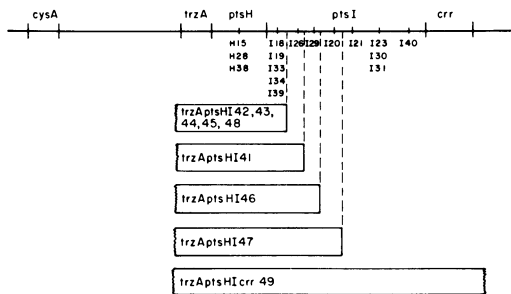 cysA trzA ptsH ptsI crr
H15 I18 I26 I29 I20 I21 I23 I40
H28 I19 I30
H38 I33 I31
I34
I39
trzAptsHI42,43,
44,45, 48
trzAptsHI41
trzAptsHI46
trzAptsHI47
trzAptsHIcrr 49